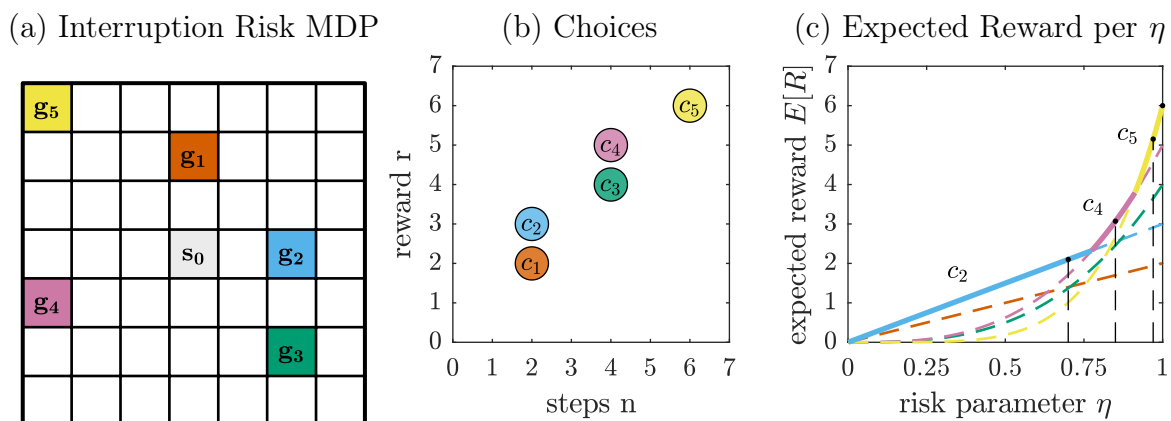 (a) Interruption Risk MDP
g5
g1
s0
g2
g4
g3
(b) Choices
7
6
5
4
3
2
1
0
reward r
c5
c4
c3
c2
c1
0 1 2 3 4 5 6 7
steps n
(c) Expected Reward per η
7
6
5
4
3
2
1
0
expected reward E[R]
c5
c4
c2
0 0.25 0.5 0.75 1
risk parameter η